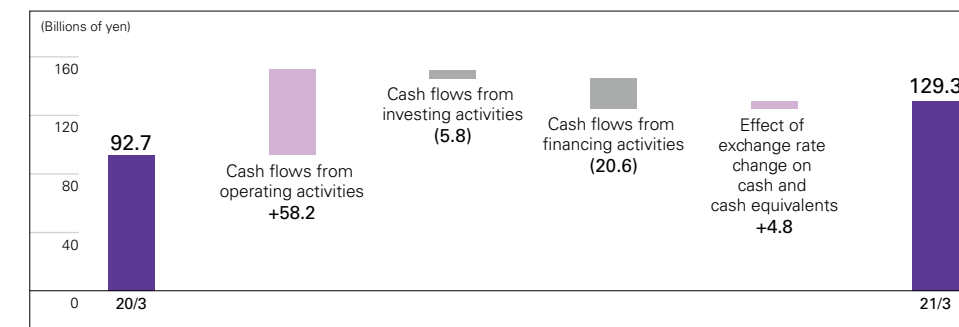 (Billions of yen)
160
120
80
40
0
92.7
20/3
Cash flows from
operating activities
+58.2
Cash flows from
investing activities
(5.8)
Cash flows from
financing activities
(20.6)
Effect of
exchange rate
change on
cash and
cash equivalents
+4.8
129.3
21/3